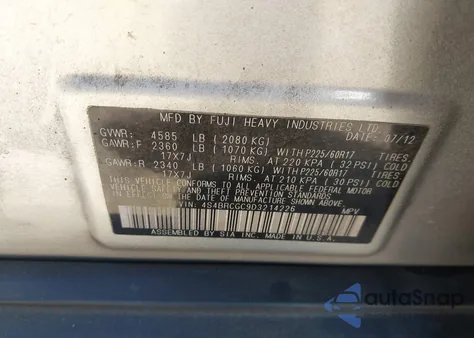 MFD BY FUJI HEAVY INDUSTRIES LTD.
DATE: 07/12
GVWR: 4585 LB (2080 KG)
GAWR:F 2360 LB (1070 KG) WITH P225/60R17 TIRES
17X7J RIMS. AT 220 KPA (32 PSI) COLD
GAWR:R 2340 LB (1060 KG) WITH P225/60R17 TIRES
17X7J RIMS. AT 210 KPA (30 PSI) COLD
THIS VEHICLE CONFORMS TO ALL APPLICABLE FEDERAL MOTOR
VEHICLE SAFETY, BUMPER, AND THEFT PREVENTION STANDARDS
IN EFFECT ON THE DATE OF MANUFACTURE SHOWN ABOVE.
VIN: 4S4BRCGC9D3214226 MPV
ASSEMBLED BY SIA INC. MADE IN U.S.A.
autoSnap